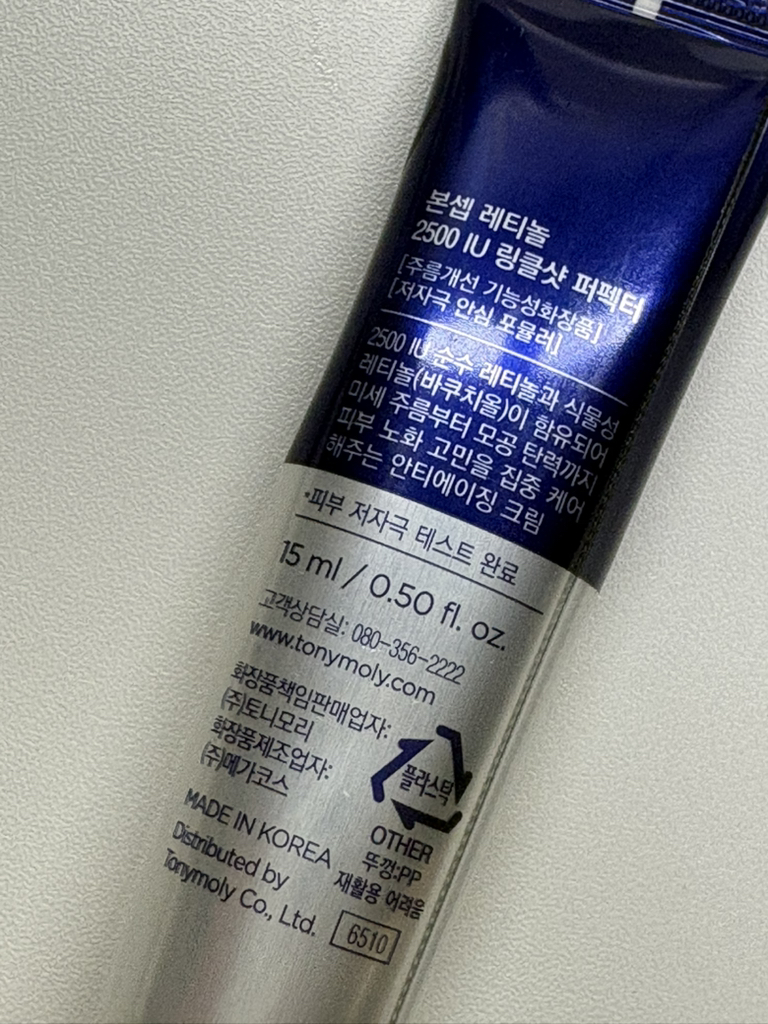 본셉 레티놀
2500 IU 링클샷 퍼펙터
[주름개선 기능성화장품]
[저자극 안심 포뮬러]
2500 IU 순수 레티놀과 식물성
레티놀(바쿠치올)이 함유되어
미세 주름부터 모공 탄력까지
피부 노화 고민을 집중 케어
해주는 안티에이징 크림
*피부 저자극 테스트 완료
15 ml / 0.50 fl. oz.
고객상담실: 080-356-2222
www.tonymoly.com
화장품책임판매업자:
(주)토니모리
화장품제조업자:
(주)메가코스
플라스틱
OTHER
뚜껑:PP
재활용 어려움
MADE IN KOREA
Distributed by
Tonymoly Co., Ltd.
6510